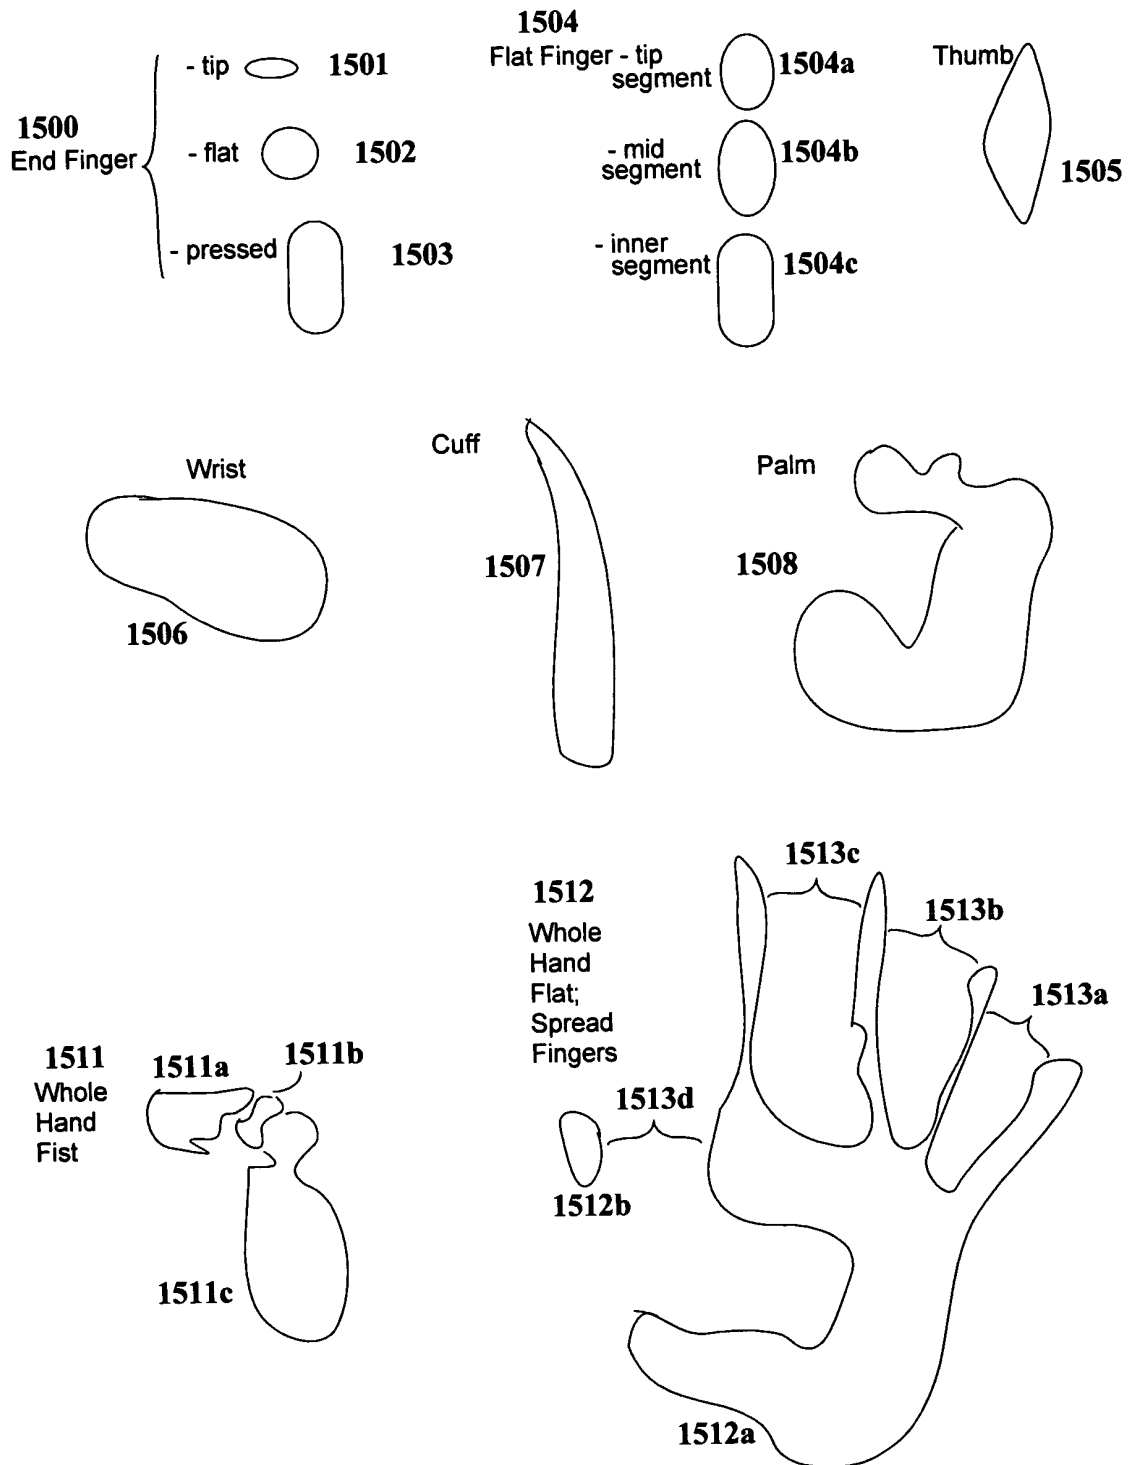 1500
End Finger
- tip
1501
- flat
1502
- pressed
1503
1504
Flat Finger - tip
segment
1504a
- mid
segment
1504b
- inner
segment
1504c
Thumb
1505
Wrist
1506
Cuff
1507
Palm
1508
1511
Whole
Hand
Fist
1511a
1511b
1511c
1512
Whole
Hand
Flat;
Spread
Fingers
1513c
1513b
1513a
1513d
1512b
1512a